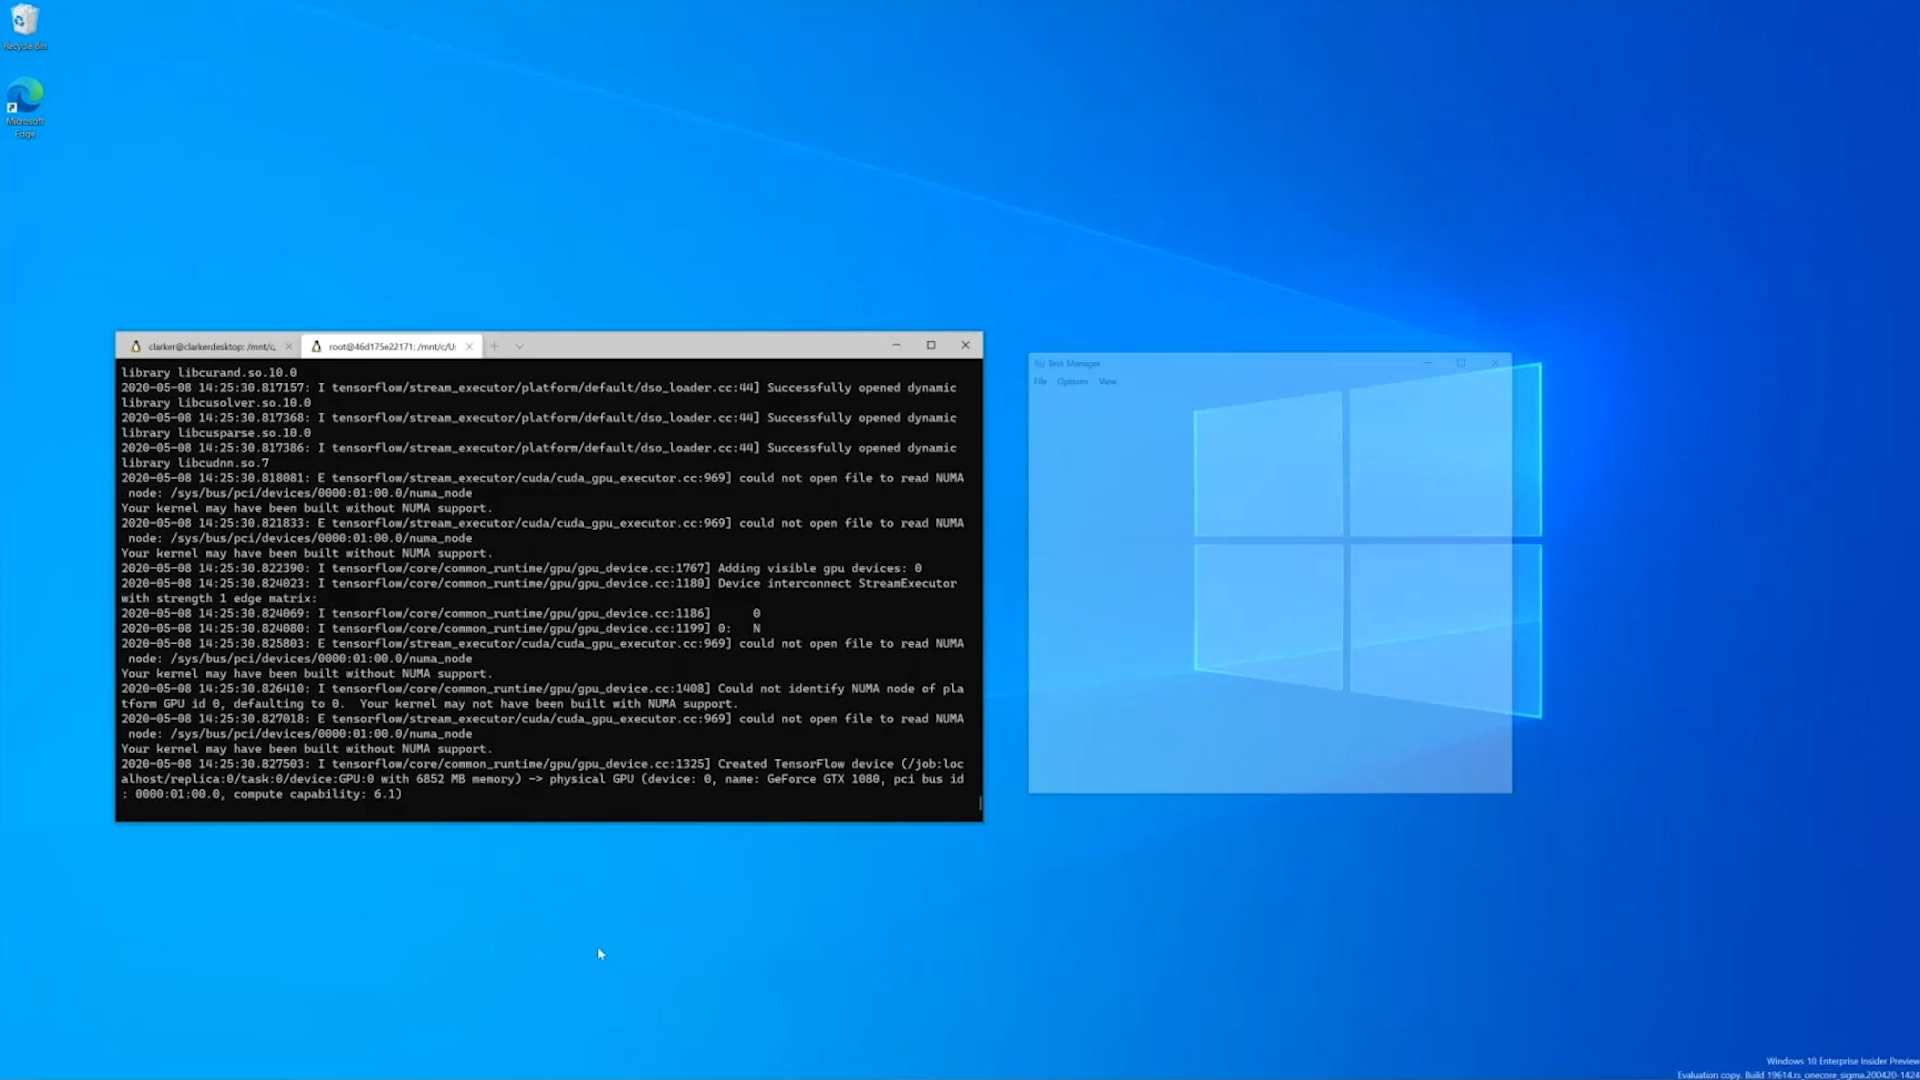 Recycle Bin
Microsoft
Edge
clarker@clarkerdesktop: /mnt/c,
root@46d175e22171: /mnt/c/U:
library libcurand.so.10.0
2020-05-08 14:25:30.817157: I tensorflow/stream_executor/platform/default/dso_loader.cc:44] Successfully opened dynamic
library libcusolver.so.10.0
2020-05-08 14:25:30.817368: I tensorflow/stream_executor/platform/default/dso_loader.cc:44] Successfully opened dynamic
library libcusparse.so.10.0
2020-05-08 14:25:30.817386: I tensorflow/stream_executor/platform/default/dso_loader.cc:44] Successfully opened dynamic
library libcudnn.so.7
2020-05-08 14:25:30.818081: E tensorflow/stream_executor/cuda/cuda_gpu_executor.cc:969] could not open file to read NUMA
node: /sys/bus/pci/devices/0000:01:00.0/numa_node
Your kernel may have been built without NUMA support.
2020-05-08 14:25:30.821833: E tensorflow/stream_executor/cuda/cuda_gpu_executor.cc:969] could not open file to read NUMA
node: /sys/bus/pci/devices/0000:01:00.0/numa_node
Your kernel may have been built without NUMA support.
2020-05-08 14:25:30.822390: I tensorflow/core/common_runtime/gpu/gpu_device.cc:1767] Adding visible gpu devices: 0
2020-05-08 14:25:30.824023: I tensorflow/core/common_runtime/gpu/gpu_device.cc:1180] Device interconnect StreamExecutor
with strength 1 edge matrix:
2020-05-08 14:25:30.824069: I tensorflow/core/common_runtime/gpu/gpu_device.cc:1186]      0
2020-05-08 14:25:30.824080: I tensorflow/core/common_runtime/gpu/gpu_device.cc:1199] 0:   N
2020-05-08 14:25:30.825803: E tensorflow/stream_executor/cuda/cuda_gpu_executor.cc:969] could not open file to read NUMA
node: /sys/bus/pci/devices/0000:01:00.0/numa_node
Your kernel may have been built without NUMA support.
2020-05-08 14:25:30.826410: I tensorflow/core/common_runtime/gpu/gpu_device.cc:1408] Could not identify NUMA node of pla
tform GPU id 0, defaulting to 0.  Your kernel may not have been built with NUMA support.
2020-05-08 14:25:30.827018: E tensorflow/stream_executor/cuda/cuda_gpu_executor.cc:969] could not open file to read NUMA
node: /sys/bus/pci/devices/0000:01:00.0/numa_node
Your kernel may have been built without NUMA support.
2020-05-08 14:25:30.827503: I tensorflow/core/common_runtime/gpu/gpu_device.cc:1325] Created TensorFlow device (/job:loc
alhost/replica:0/task:0/device:GPU:0 with 6852 MB memory) -> physical GPU (device: 0, name: GeForce GTX 1080, pci bus id
: 0000:01:00.0, compute capability: 6.1)
Task Manager
File Options View
Windows 10 Enterprise Insider Preview
Evaluation copy. Build 19614.rs_onecore_sigma.200420-1424